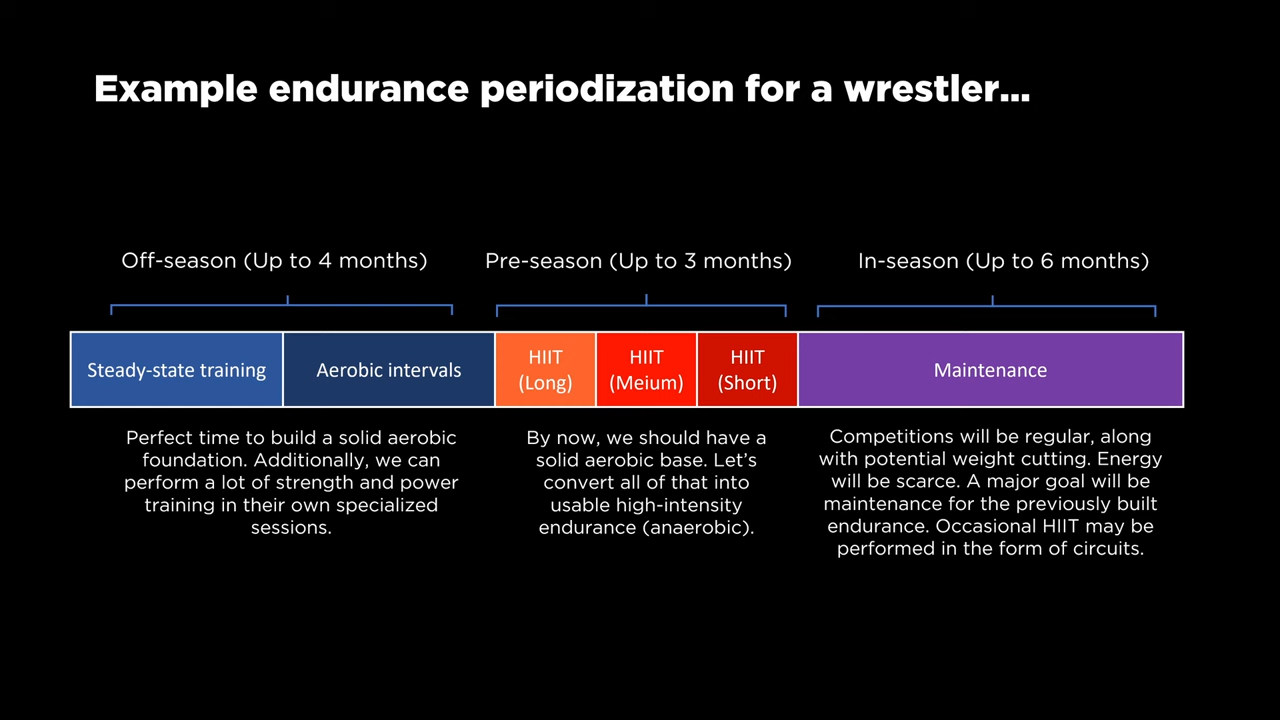 Example endurance periodization for a wrestler...
Off-season (Up to 4 months)
Pre-season (Up to 3 months)
In-season (Up to 6 months)
Steady-state training
Aerobic intervals
HIIT
(Long)
HIIT
(Meium)
HIIT
(Short)
Maintenance
Perfect time to build a solid aerobic
foundation. Additionally, we can
perform a lot of strength and power
training in their own specialized
sessions.
By now, we should have a
solid aerobic base. Let's
convert all of that into
usable high-intensity
endurance (anaerobic).
Competitions will be regular, along
with potential weight cutting. Energy
will be scarce. A major goal will be
maintenance for the previously built
endurance. Occasional HIIT may be
performed in the form of circuits.